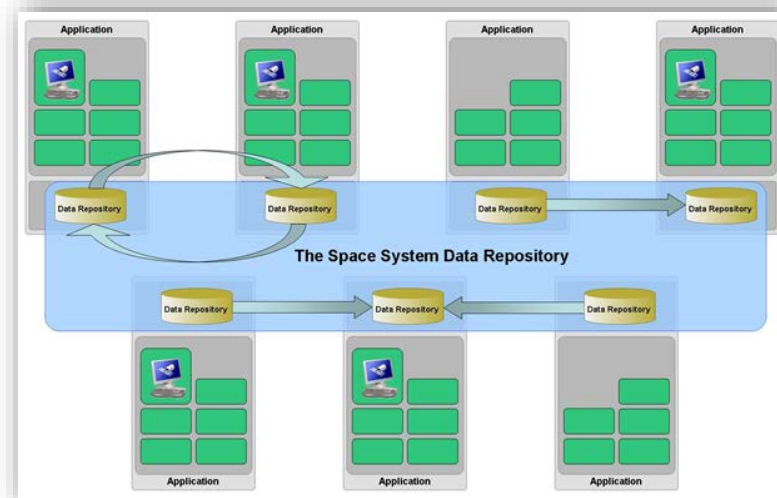 Application
Application
Application
Application
Data Repository
Data Repository
Data Repository
Data Repository
The Space System Data Repository
Data Repository
Data Repository
Data Repository
Application
Application
Application